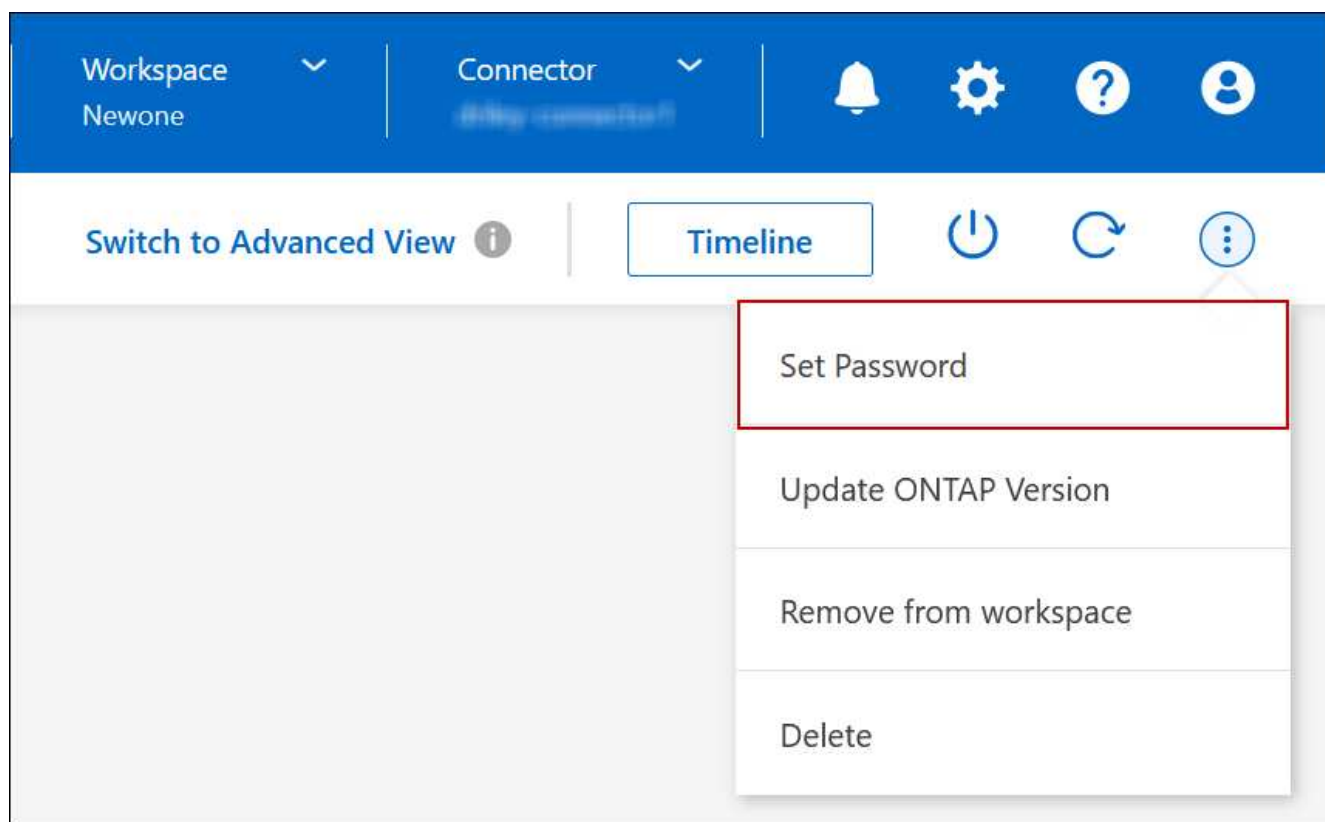 Workspace
Connector
Newone
Switch to Advanced View
Timeline
Set Password
Update ONTAP Version
Remove from workspace
Delete